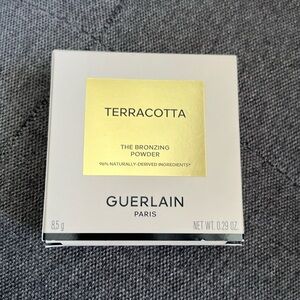 TERRACOTTA
THE BRONZING
POWDER
96% NATURALLY-DERIVED INGREDIENTS*
GUERLAIN
PARIS
8.5 g NET WT. 0.29 OZ.